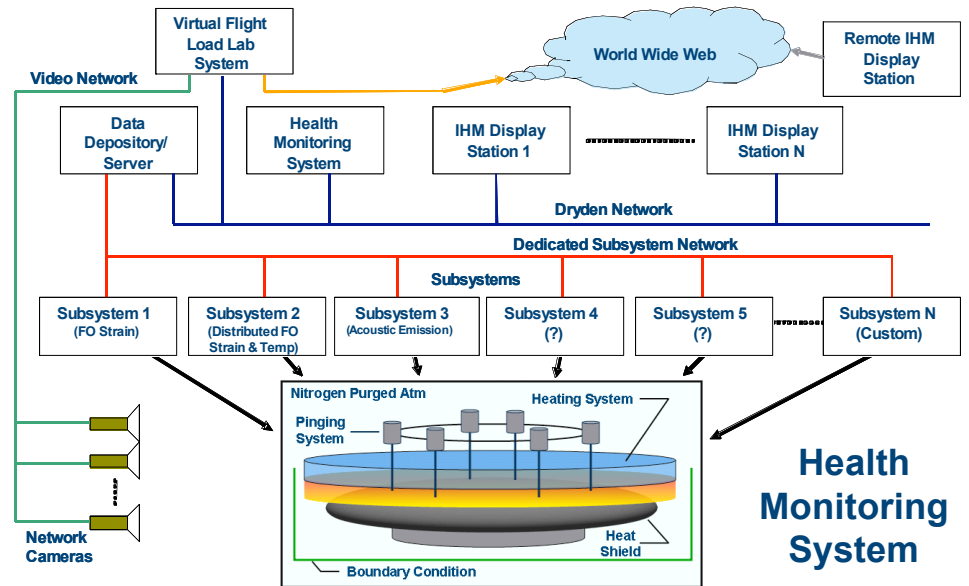 Virtual Flight
Load Lab
System
World Wide Web
Remote IHM
Display
Station
Video Network
Data
Depository/
Server
Health
Monitoring
System
IHM Display
Station 1
IHM Display
Station N
Dryden Network
Dedicated Subsystem Network
Subsystems
Subsystem 1
(FO Strain)
Subsystem 2
(Distributed FO
Strain & Temp)
Subsystem 3
(Acoustic Emission)
Subsystem 4
(?)
Subsystem 5
(?)
Subsystem N
(Custom)
Nitrogen Purged Atm
Heating System
Pinging
System
Heat
Shield
Boundary Condition
Network
Cameras
Health
Monitoring
System